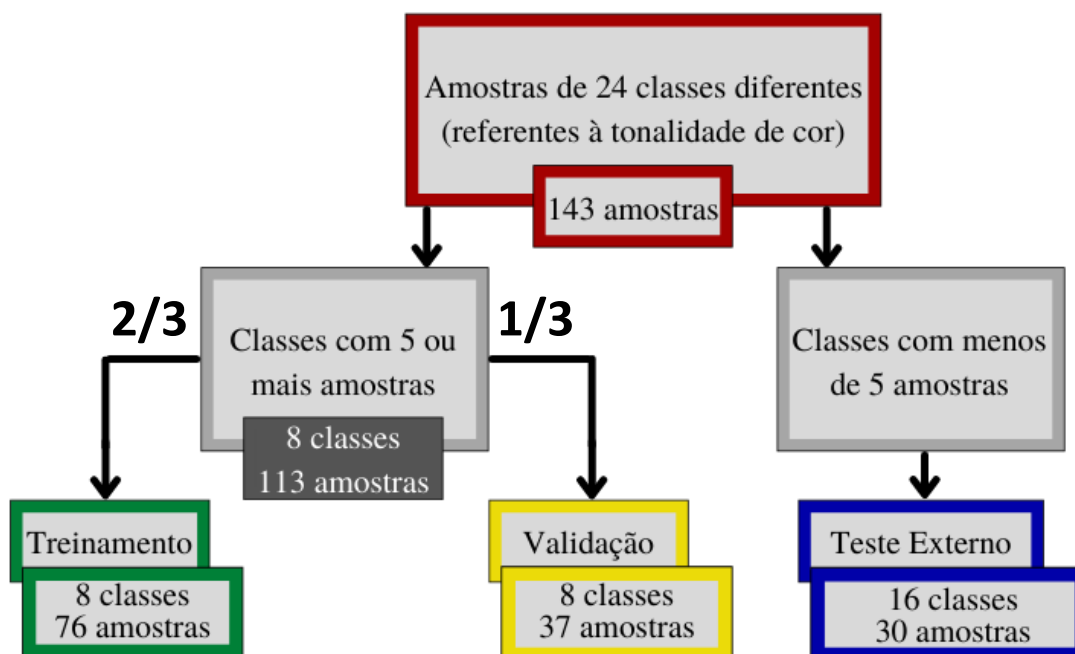 Amostras de 24 classes diferentes
(referentes à tonalidade de cor)
143 amostras
2/3
Classes com 5 ou
mais amostras
8 classes
113 amostras
1/3
Classes com menos
de 5 amostras
Treinamento
8 classes
76 amostras
Validação
8 classes
37 amostras
Teste Externo
16 classes
30 amostras